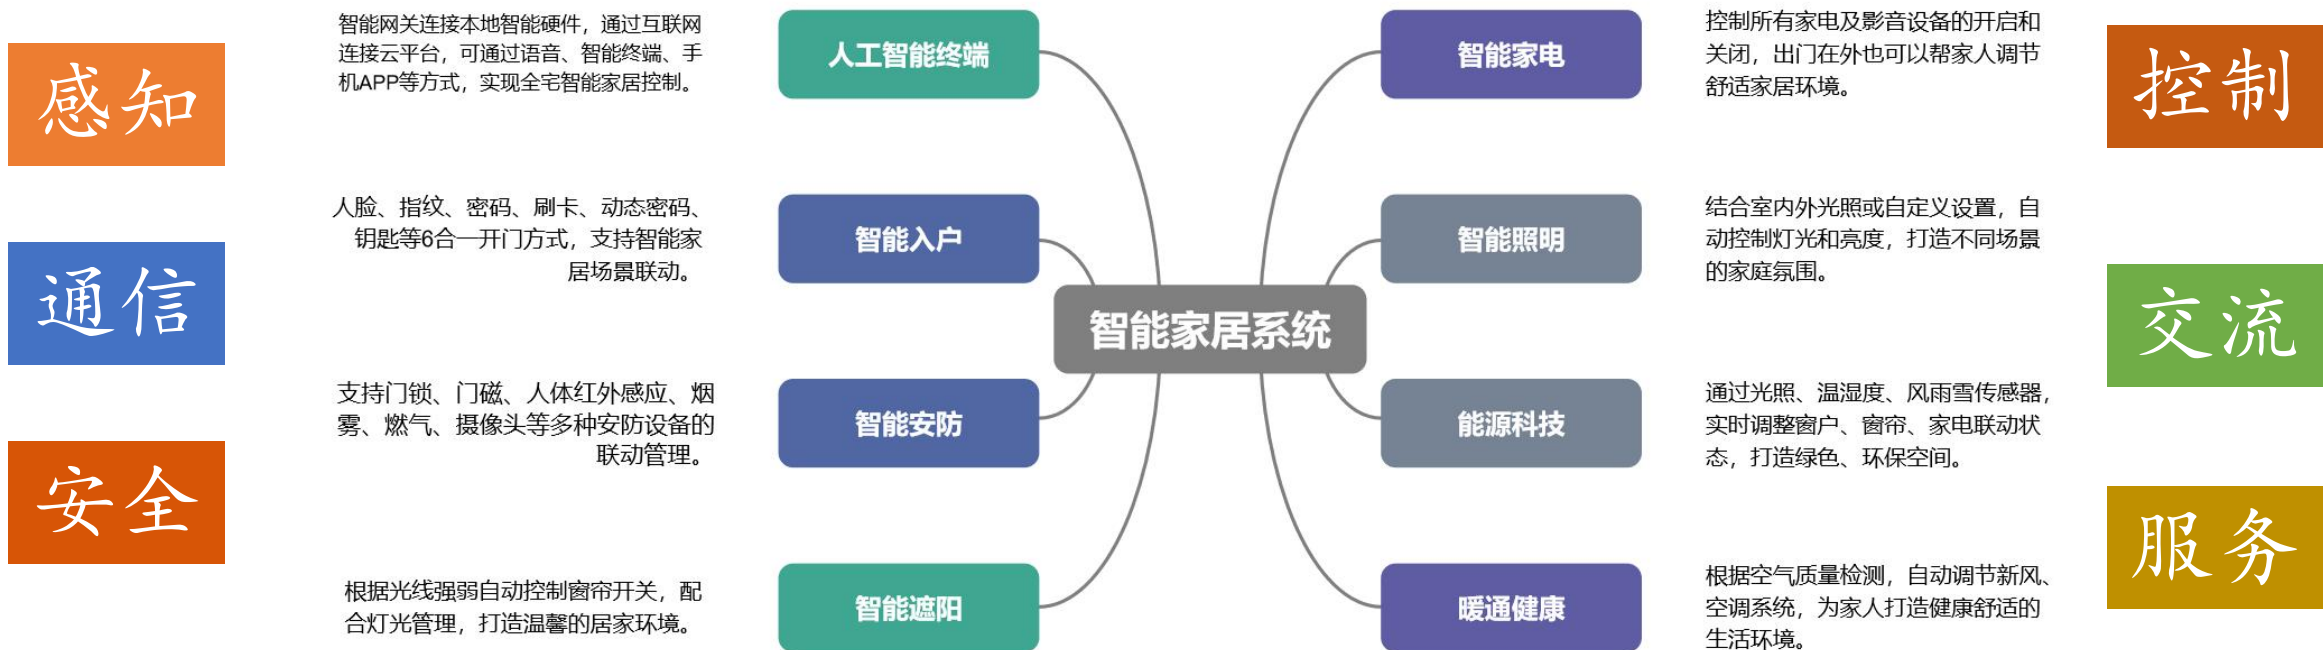 感知
通信
安全
智能网关连接本地智能硬件，通过互联网
连接云平台，可通过语音、智能终端、手
机APP等方式，实现全宅智能家居控制。
人工智能终端
人脸、指纹、密码、刷卡、动态密码、
钥匙等6合一开门方式，支持智能家
居场景联动。
智能入户
支持门锁、门磁、人体红外感应、烟
雾、燃气、摄像头等多种安防设备的
联动管理。
智能安防
根据光线强弱自动控制窗帘开关，配
合灯光管理，打造温馨的居家环境。
智能遮阳
智能家居系统
智能家电
控制所有家电及影音设备的开启和
关闭，出门在外也可以帮家人调节
舒适家居环境。
智能照明
结合室内外光照或自定义设置，自
动控制灯光和亮度，打造不同场景
的家庭氛围。
能源科技
通过光照、温湿度、风雨雪传感器，
实时调整窗户、窗帘、家电联动状
态，打造绿色、环保空间。
暖通健康
根据空气质量检测，自动调节新风、
空调系统，为家人打造健康舒适的
生活环境。
控制
交流
服务